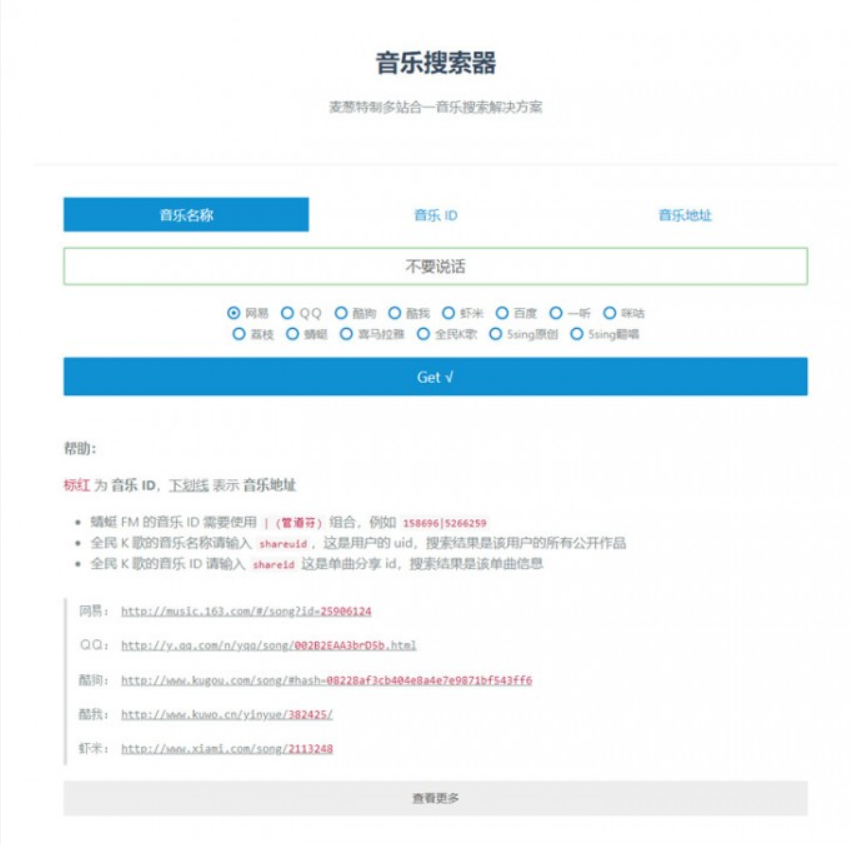 音乐搜索器
麦葱特制多站合一音乐搜索解决方案
音乐名称 音乐 ID 音乐地址
不要说话
网易 QQ 酷狗 酷我 虾米 百度 一听 咪咕
荔枝 蜻蜓 喜马拉雅 全民K歌 5sing原创 5sing翻唱
Get √
帮助：
标红 为 音乐 ID，下划线 表示 音乐地址
蜻蜓 FM 的音乐 ID 需要使用 | (管道符) 组合，例如 158696|5266259
全民 K 歌的音乐名称请输入 shareuid ，这是用户的 uid，搜索结果是该用户的所有公开作品
全民 K 歌的音乐 ID 请输入 shareid 这是单曲分享 id，搜索结果是该单曲信息
网易： http://music.163.com/#/song?id=25906124
QQ： http://y.qq.com/n/yqq/song/002B2EAA3brD5b.html
酷狗： http://www.kugou.com/song/#hash=08228af3cb404e8a4e7e9871bf543ff6
酷我： http://www.kuwo.cn/yinyue/382425/
虾米： http://www.xiami.com/song/2113248
查看更多